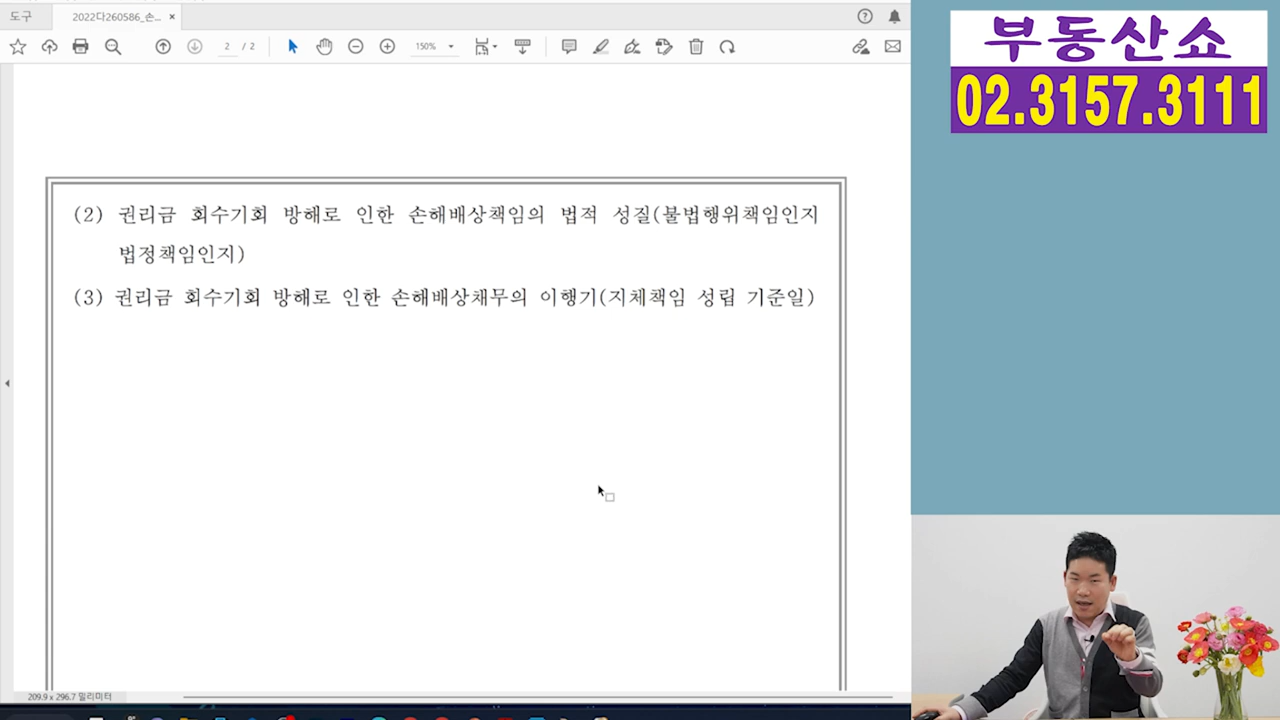 도구
2022다260586_손...
×
2 / 2
150%
(2) 권리금 회수기회 방해로 인한 손해배상책임의 법적 성질(불법행위책임인지
법정책임인지)
(3) 권리금 회수기회 방해로 인한 손해배상채무의 이행기(지체책임 성립 기준일)
209.9 x 296.7 밀리미터
부동산쇼
02.3157.3111